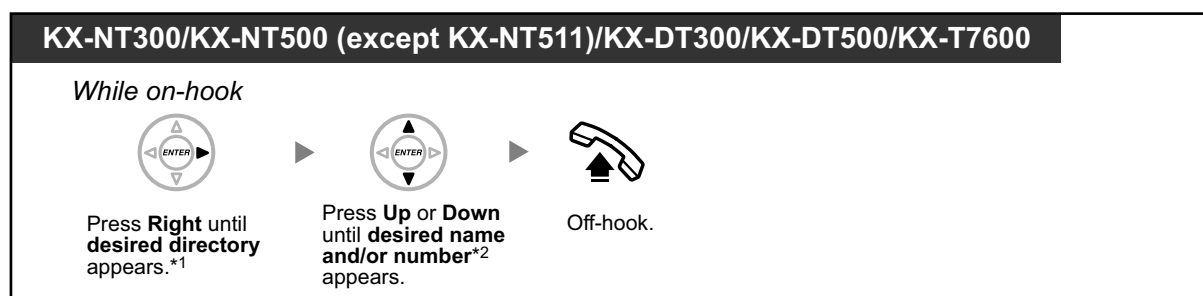 KX-NT300/KX-NT500 (except KX-NT511)/KX-DT300/KX-DT500/KX-T7600
While on-hook
ENTER
ENTER
Press Right until
desired directory
appears.*1
Press Up or Down
until desired name
and/or number*2
appears.
Off-hook.